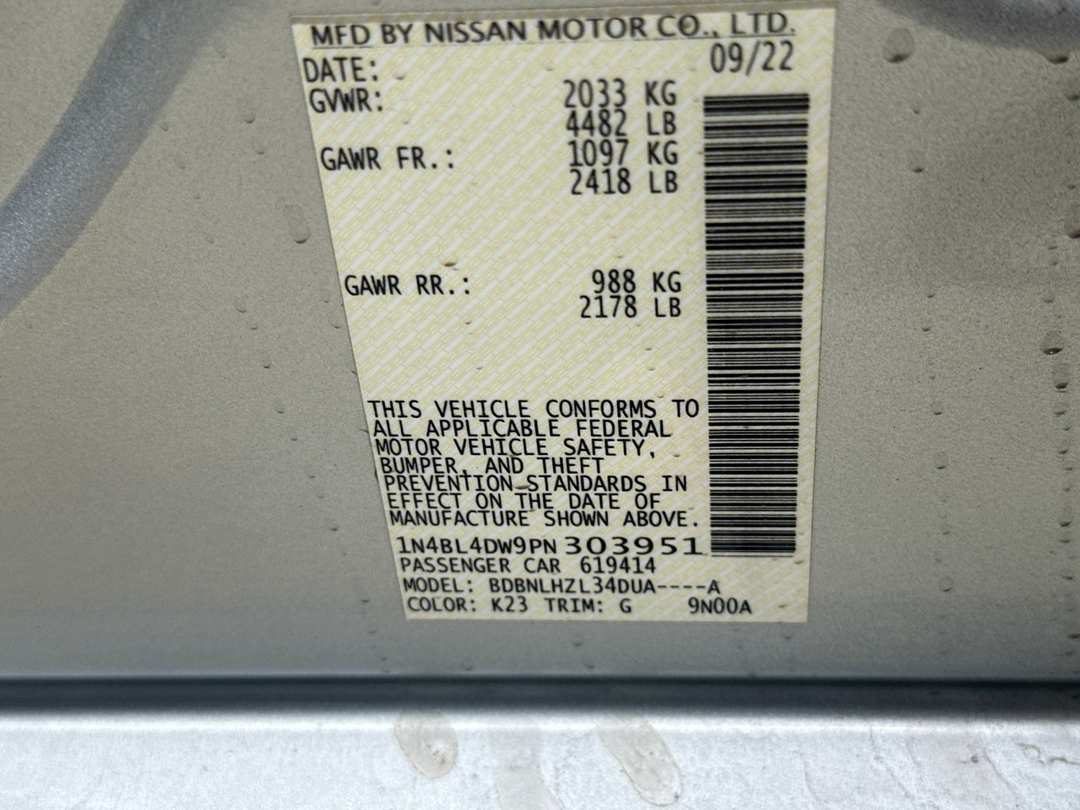 MFD BY NISSAN MOTOR CO., LTD.
DATE: 09/22
GVWR: 2033 KG
4482 LB
GAWR FR.: 1097 KG
2418 LB
GAWR RR.: 988 KG
2178 LB
THIS VEHICLE CONFORMS TO
ALL APPLICABLE FEDERAL
MOTOR VEHICLE SAFETY,
BUMPER, AND THEFT
PREVENTION STANDARDS IN
EFFECT ON THE DATE OF
MANUFACTURE SHOWN ABOVE.
1N4BL4DW9PN303951
PASSENGER CAR 619414
MODEL: BDBNLHZL34DUA----A
COLOR: K23 TRIM: G 9N00A